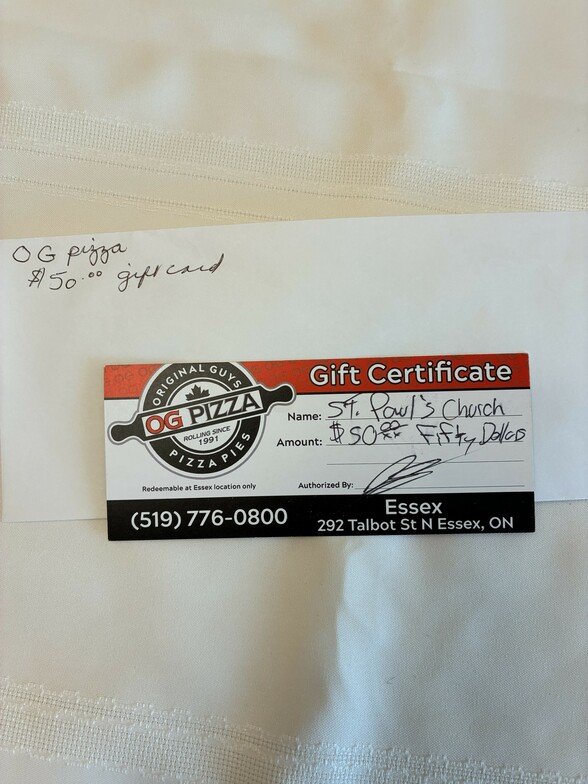 OG pizza
$50.00 gift card
ORIGINAL GUYS
OG PIZZA
ROLLING SINCE
1991
PIZZA PIES
Redeemable at Essex location only
Gift Certificate
Name: St. Paul's Church
Amount: $50.00 Fifty Dollars
Authorized By:
(519) 776-0800
Essex
292 Talbot St N Essex, ON